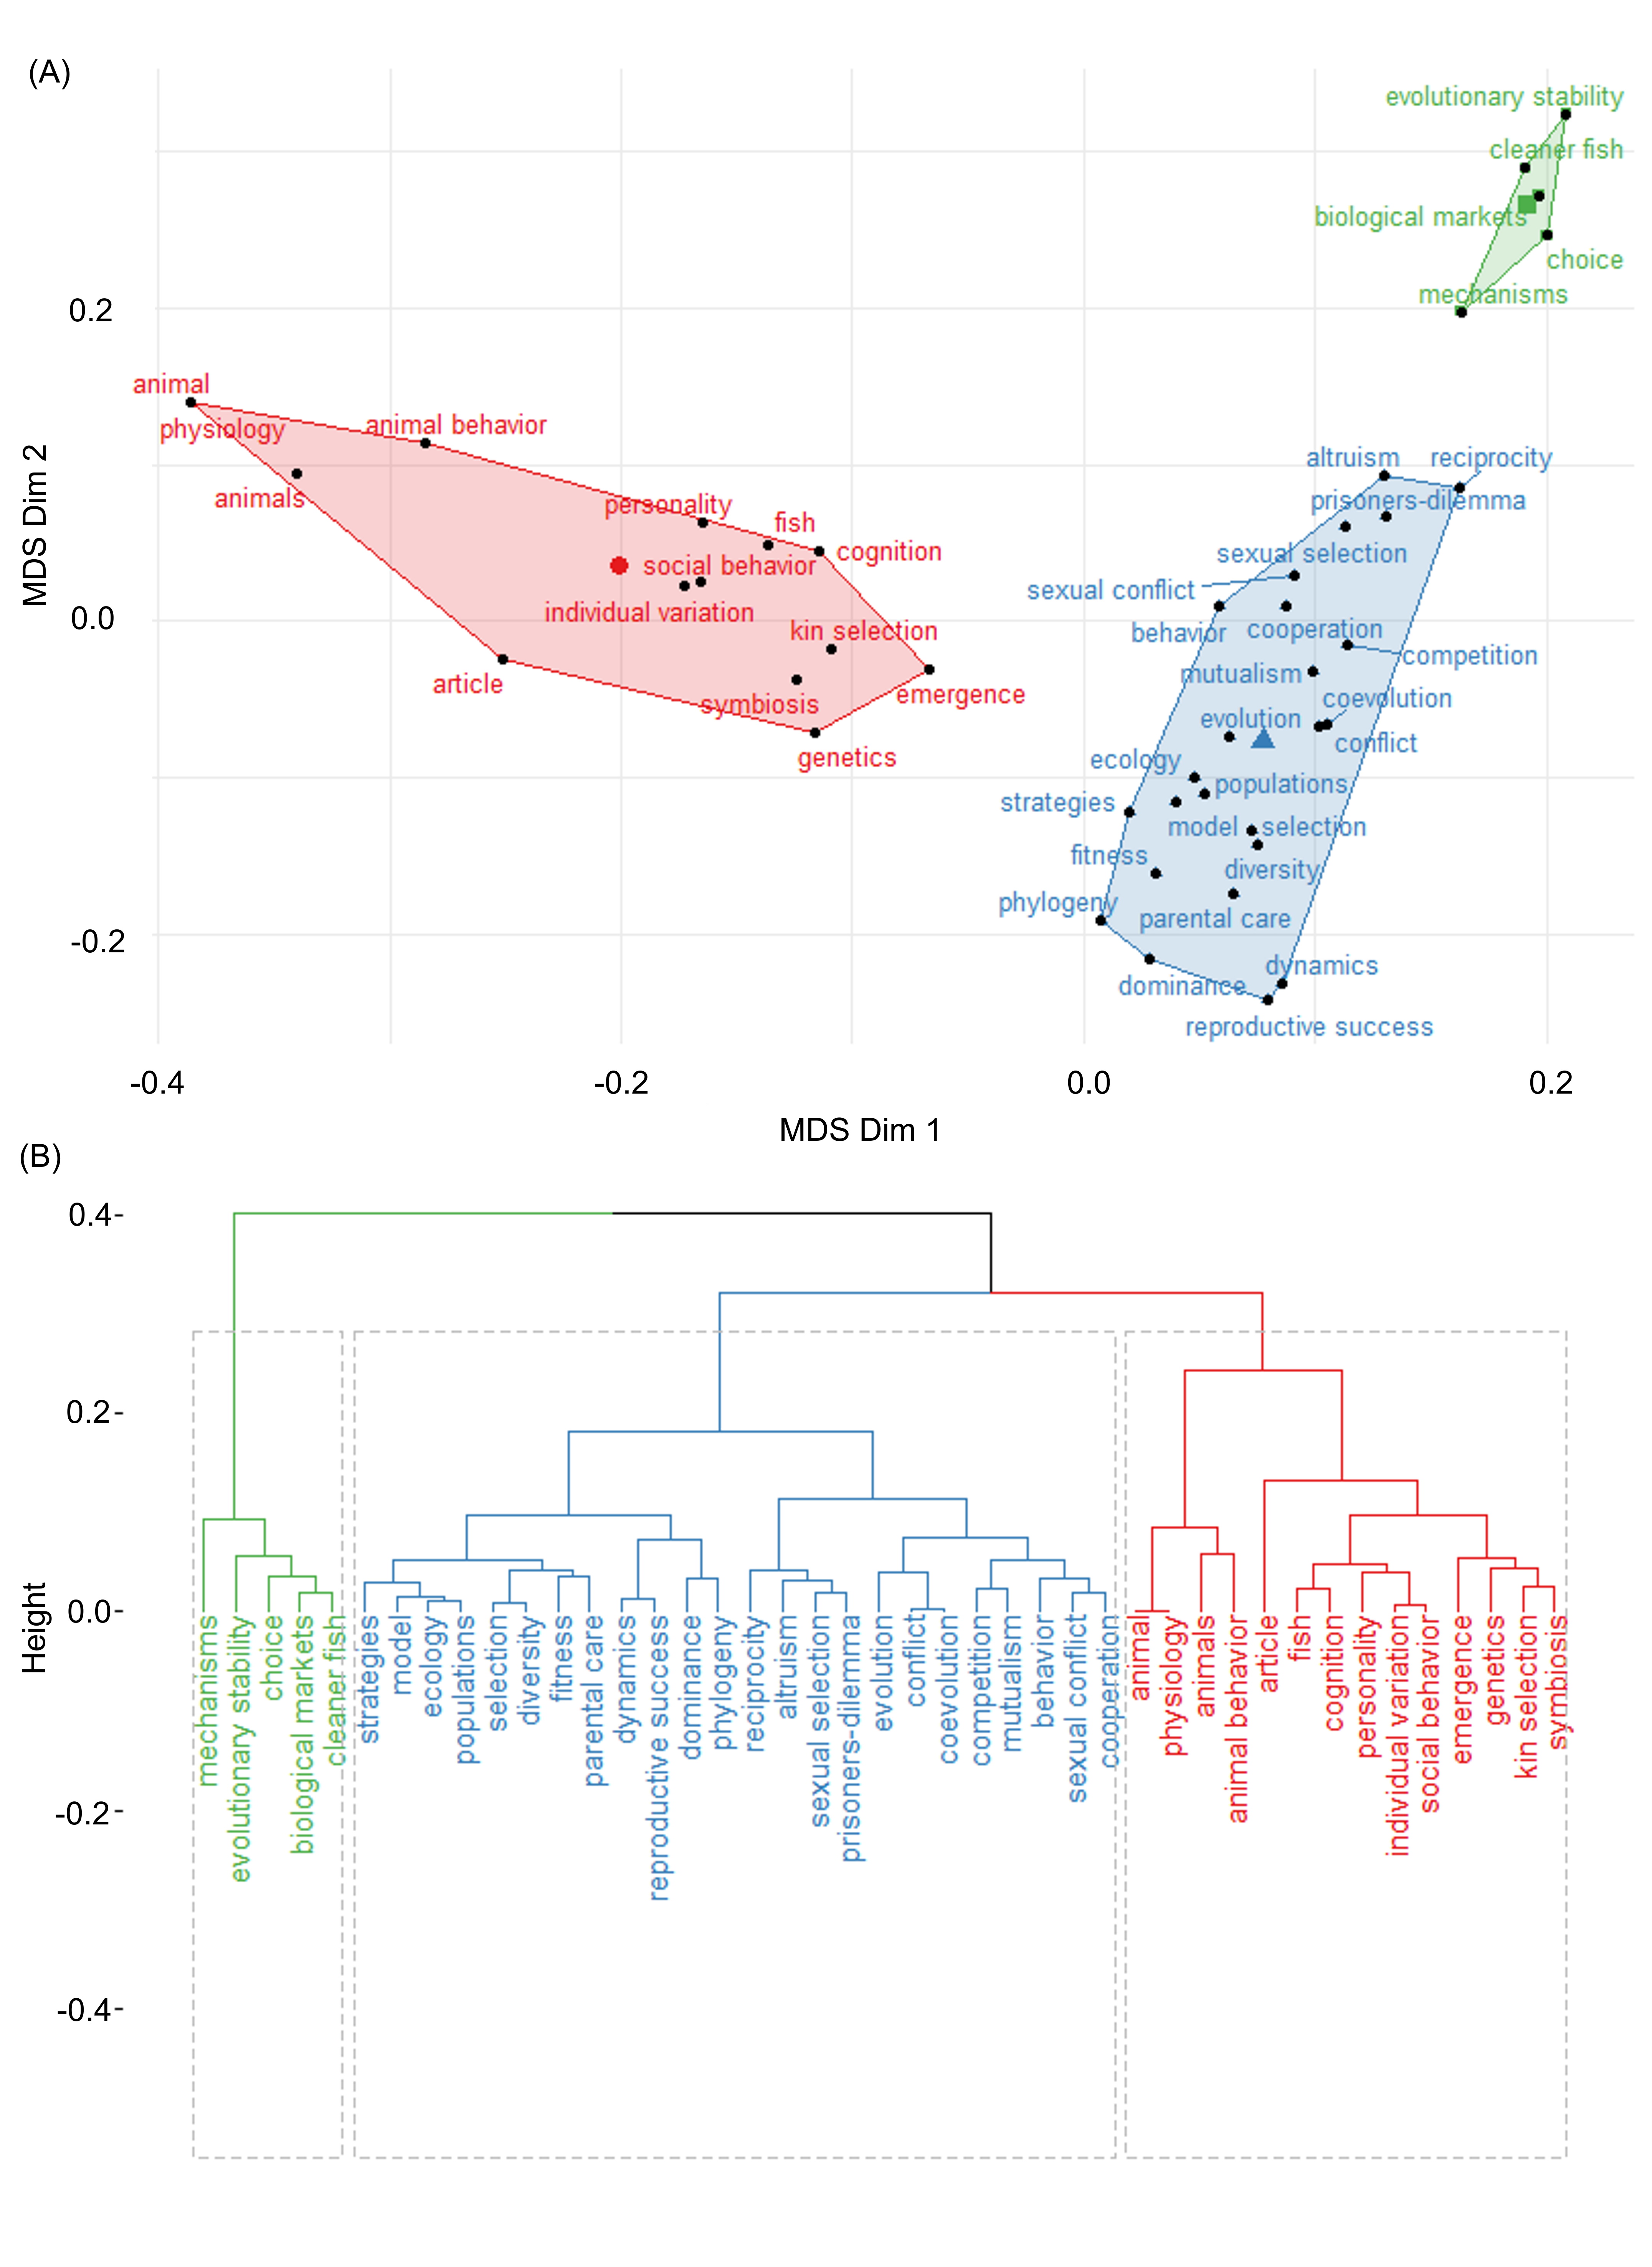 (A)
evolutionary stability
cleaner fish
biological markets
choice
mechanisms
0.2
animal
physiology
animal behavior
animals
personality
fish
cognition
social behavior
individual variation
kin selection
article
symbiosis
emergence
genetics
altruism
reciprocity
prisoners-dilemma
sexual selection
sexual conflict
behavior
cooperation
competition
mutualism
coevolution
evolution
conflict
ecology
populations
strategies
model
selection
fitness
diversity
phylogeny
parental care
dynamics
dominance
reproductive success
MDS Dim 2
0.0
-0.2
-0.4
-0.2
0.0
0.2
MDS Dim 1
(B)
0.4-
0.2-
0.0-
-0.2-
-0.4-
Height
mechanisms
evolutionary stability
choice
biological markets
cleaner fish
strategies
model
ecology
populations
selection
diversity
fitness
parental care
dynamics
reproductive success
dominance
phylogeny
reciprocity
altruism
sexual selection
prisoners-dilemma
evolution
conflict
coevolution
competition
mutualism
behavior
sexual conflict
cooperation
animal
physiology
animals
animal behavior
article
fish
cognition
personality
individual variation
social behavior
emergence
genetics
kin selection
symbiosis